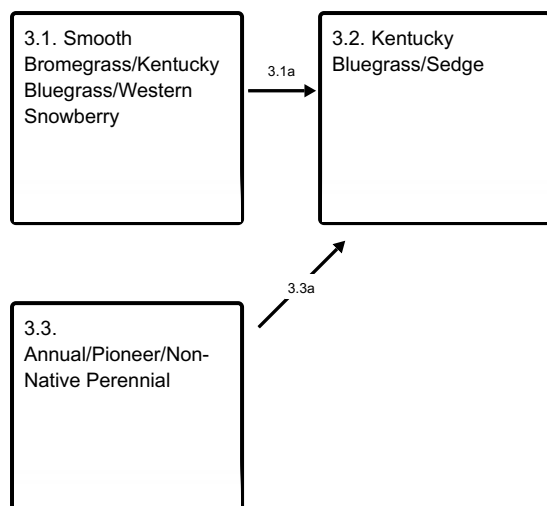 3.1. Smooth
Bromegrass/Kentucky
Bluegrass/Western
Snowberry
3.1a
3.2. Kentucky
Bluegrass/Sedge
3.3a
3.3.
Annual/Pioneer/Non-
Native Perennial